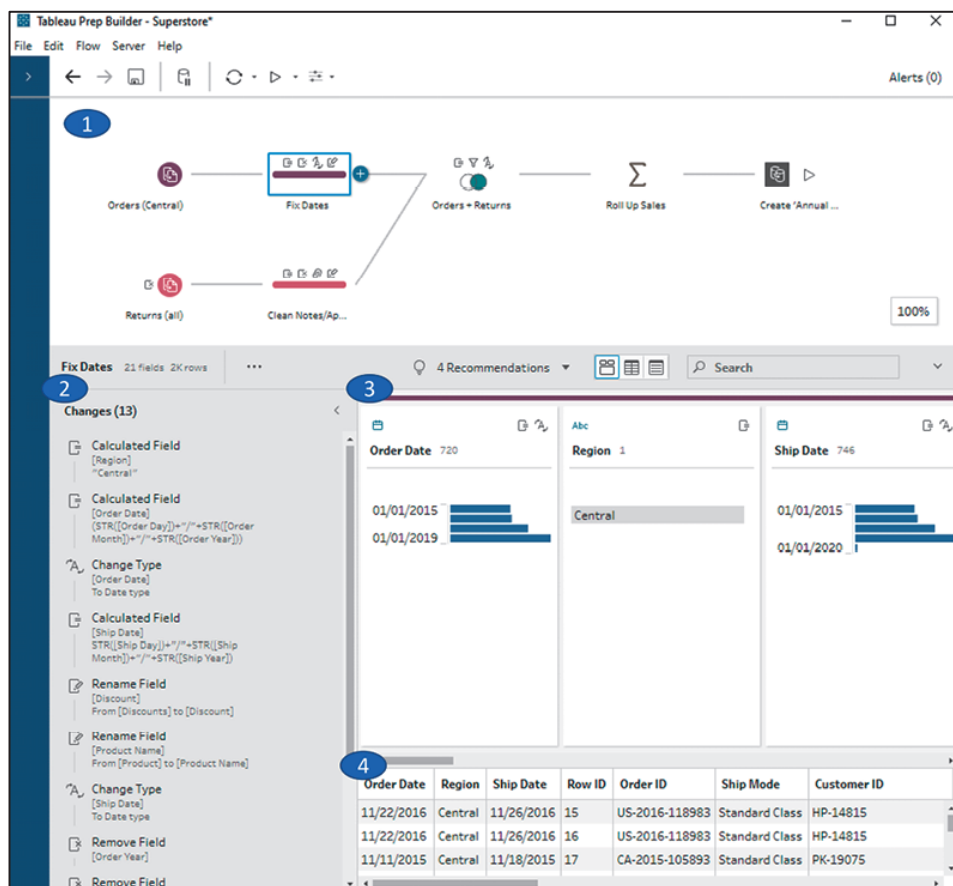 Tableau Prep Builder - Superstore*
File Edit Flow Server Help
Alerts (0)
1
Orders (Central)
Fix Dates
Orders + Returns
Roll Up Sales
Create 'Annual ...
Returns (all)
Clean Notes/Ap...
100%
Fix Dates 21 fields 2K rows
4 Recommendations
Search
2
Changes (13)
Calculated Field
[Region]
"Central"
Calculated Field
[Order Date]
(STR([Order Day])+"/"+STR([Order
Month])+"/"+STR([Order Year]))
Change Type
[Order Date]
To Date type
Calculated Field
[Ship Date]
STR([Ship Day])+"/"+STR([Ship
Month])+"/"+STR([Ship Year])
Rename Field
[Discount]
From [Discounts] to [Discount]
Rename Field
[Product Name]
From [Product] to [Product Name]
Change Type
[Ship Date]
To Date type
Remove Field
[Order Year]
Remove Field
3
Order Date 720
01/01/2015
01/01/2019
Abc
Region 1
Central
Ship Date 746
01/01/2015
01/01/2020
4
Order Date Region Ship Date Row ID Order ID Ship Mode Customer ID
11/22/2016 Central 11/26/2016 15 US-2016-118983 Standard Class HP-14815
11/22/2016 Central 11/26/2016 16 US-2016-118983 Standard Class HP-14815
11/11/2015 Central 11/18/2015 17 CA-2015-105893 Standard Class PK-19075